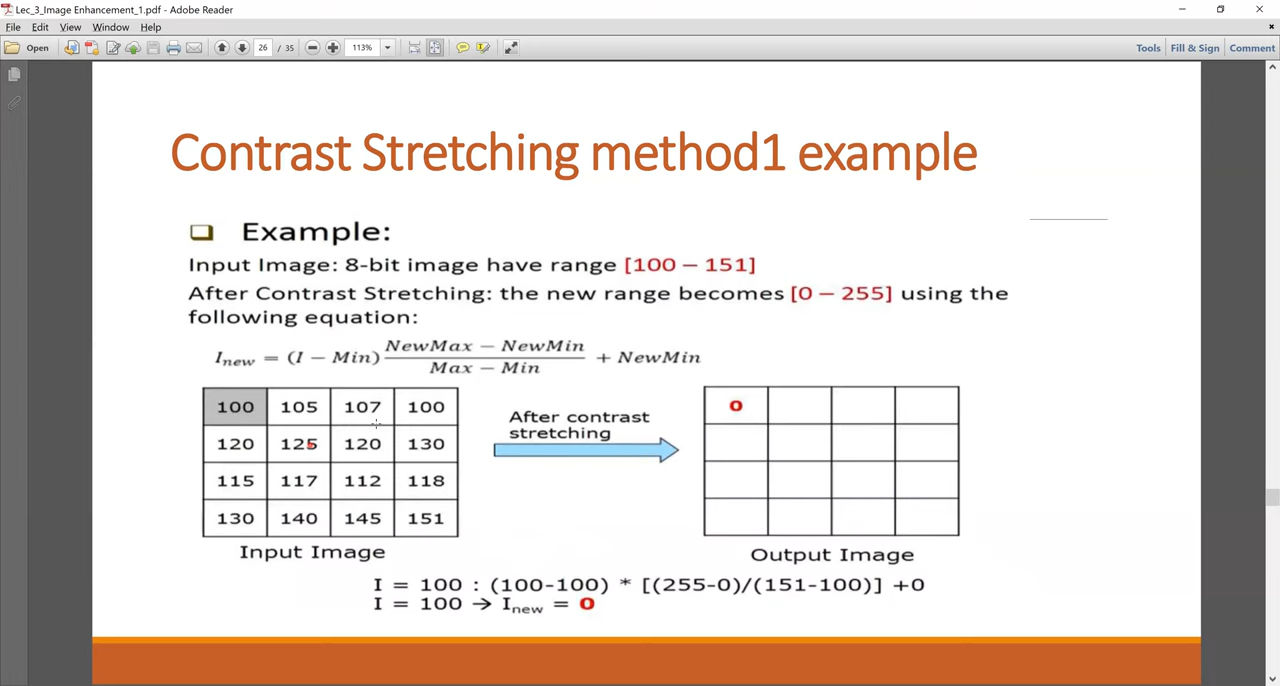 Lec_3_Image Enhancement_1.pdf - Adobe Reader
File Edit View Window Help
Open 26 / 35 113% Tools Fill & Sign Comment
Contrast Stretching method1 example
Example:
Input Image: 8-bit image have range [100 – 151]
After Contrast Stretching: the new range becomes [0 – 255] using the
following equation:
I_new = (I − Min) (NewMax − NewMin)/(Max − Min) + NewMin
100 105 107 100
120 125 120 130
115 117 112 118
130 140 145 151
Input Image
After contrast
stretching
0
Output Image
I = 100 : (100-100) * [(255-0)/(151-100)] +0
I = 100 → I_new = 0